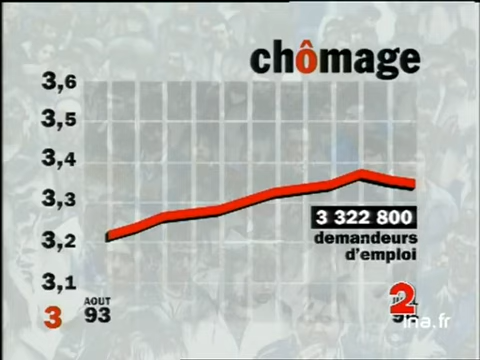 chômage
3,6
3,5
3,4
3,3
3 322 800
demandeurs
d'emploi
3,2
3,1
3
AOUT
93
2
ina.fr